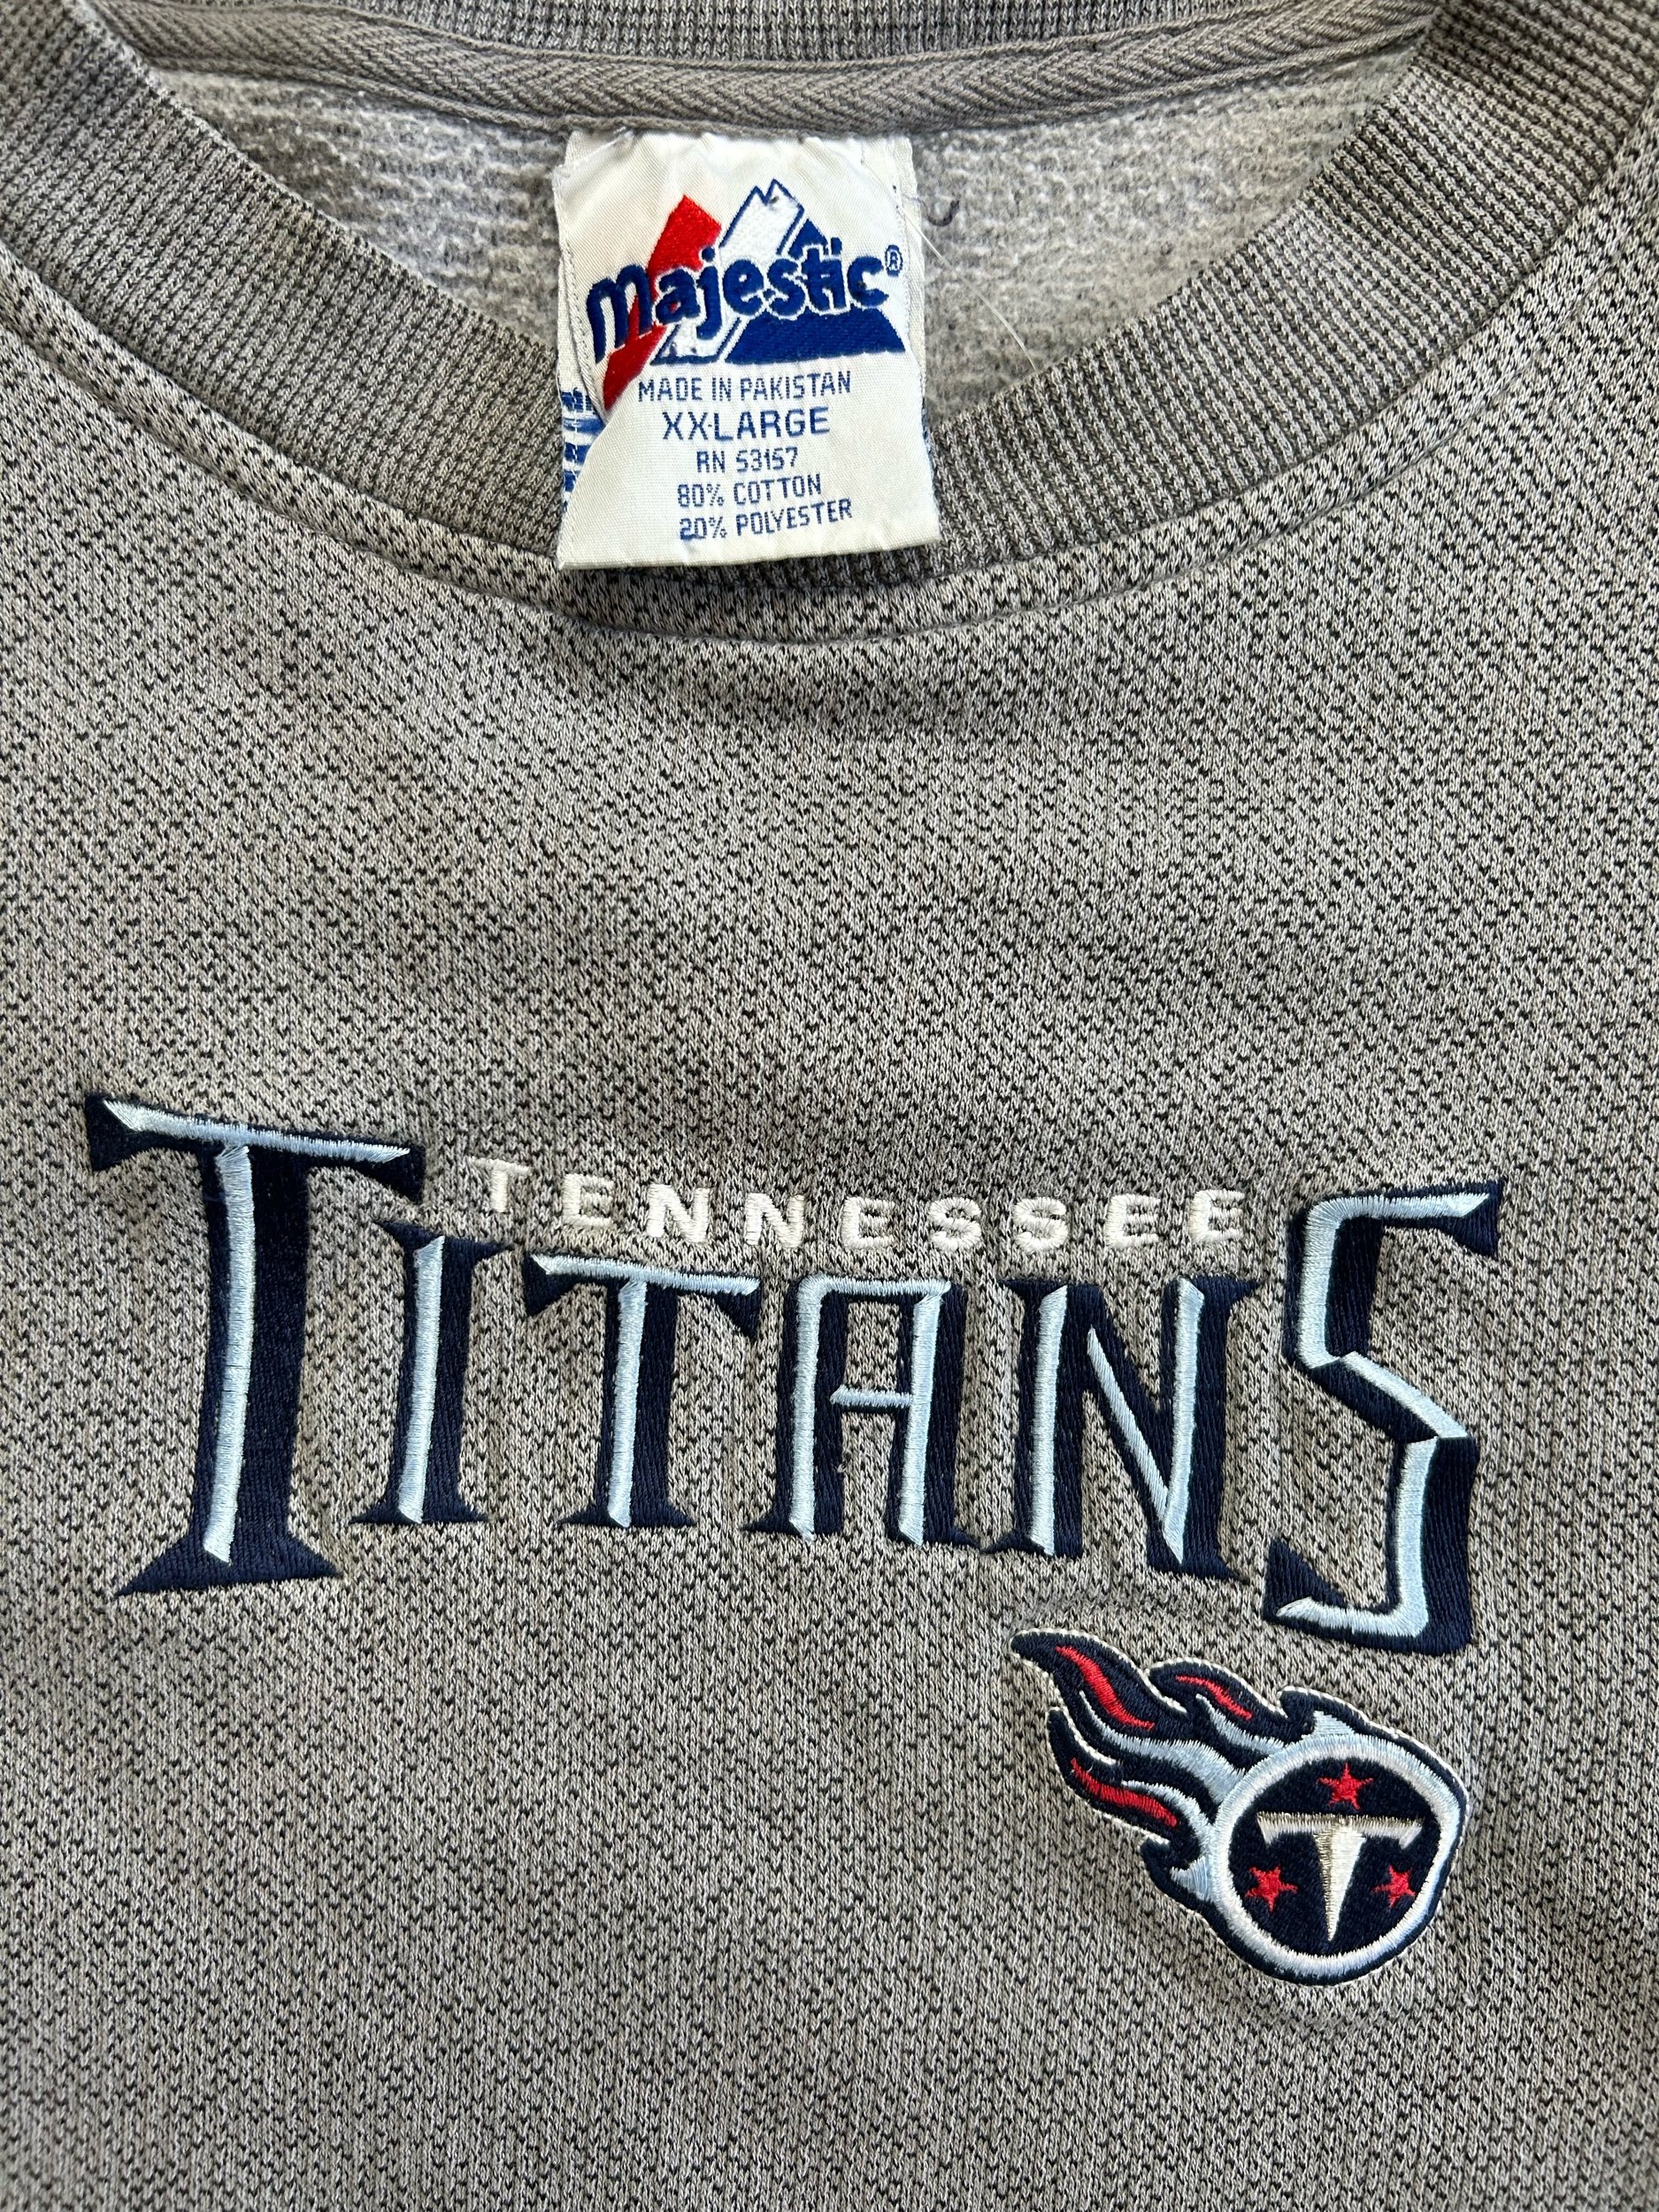 Majestic®
MADE IN PAKISTAN
XX-LARGE
RN 53157
80% COTTON
20% POLYESTER
TENNESSEE
TITANS
T